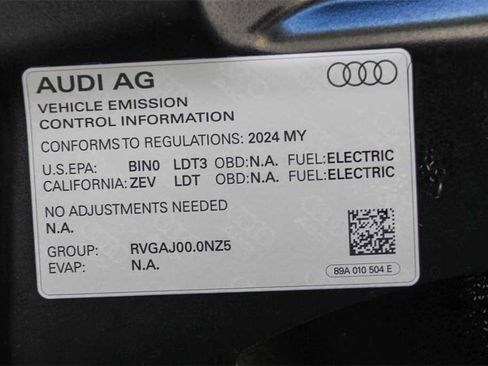 AUDI AG
VEHICLE EMISSION
CONTROL INFORMATION
CONFORMS TO REGULATIONS: 2024 MY
U.S.EPA: BIN0 LDT3 OBD:N.A. FUEL:ELECTRIC
CALIFORNIA: ZEV LDT OBD:N.A. FUEL:ELECTRIC
NO ADJUSTMENTS NEEDED
N.A.
GROUP: RVGAJ00.0NZ5
EVAP: N.A.
89A 010 504 E